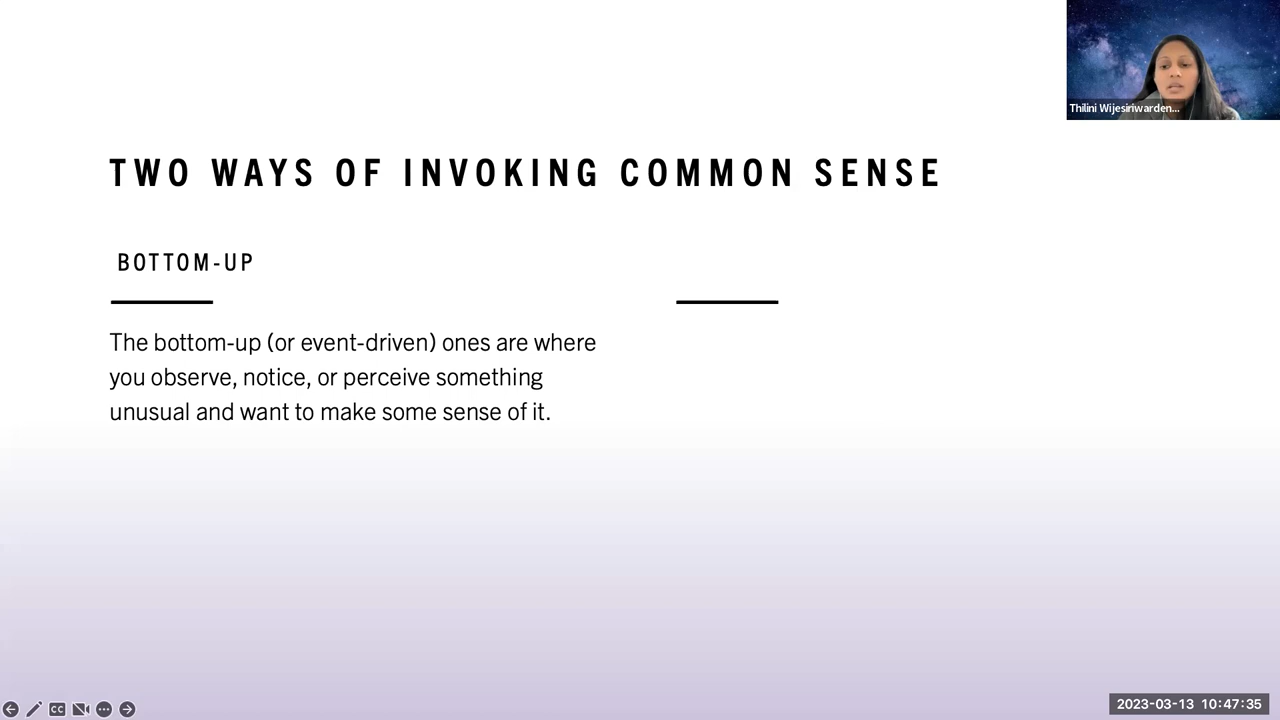 Thilini Wijesiriwarden...
TWO WAYS OF INVOKING COMMON SENSE
BOTTOM-UP
The bottom-up (or event-driven) ones are where
you observe, notice, or perceive something
unusual and want to make some sense of it.
CC
2023-03-13 10:47:35